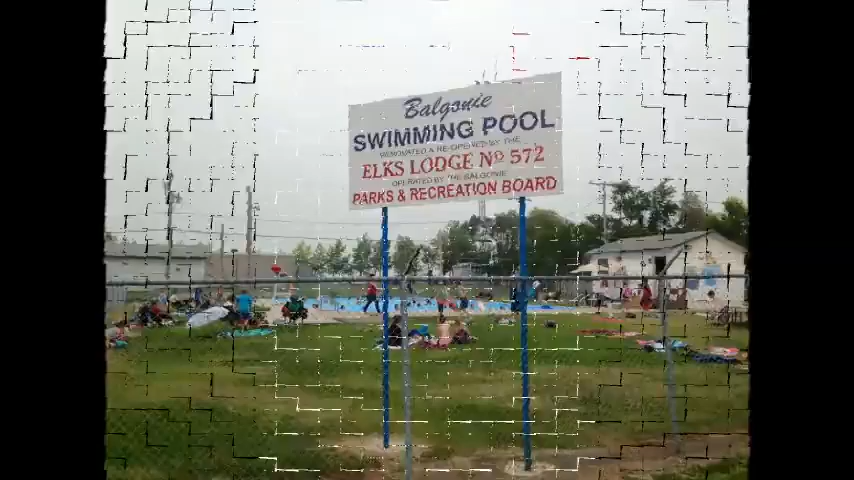 Balgonie
SWIMMING POOL
RENOVATED & RE-OPENED BY THE
ELKS LODGE Nº 572
OPERATED BY THE BALGONIE
PARKS & RECREATION BOARD